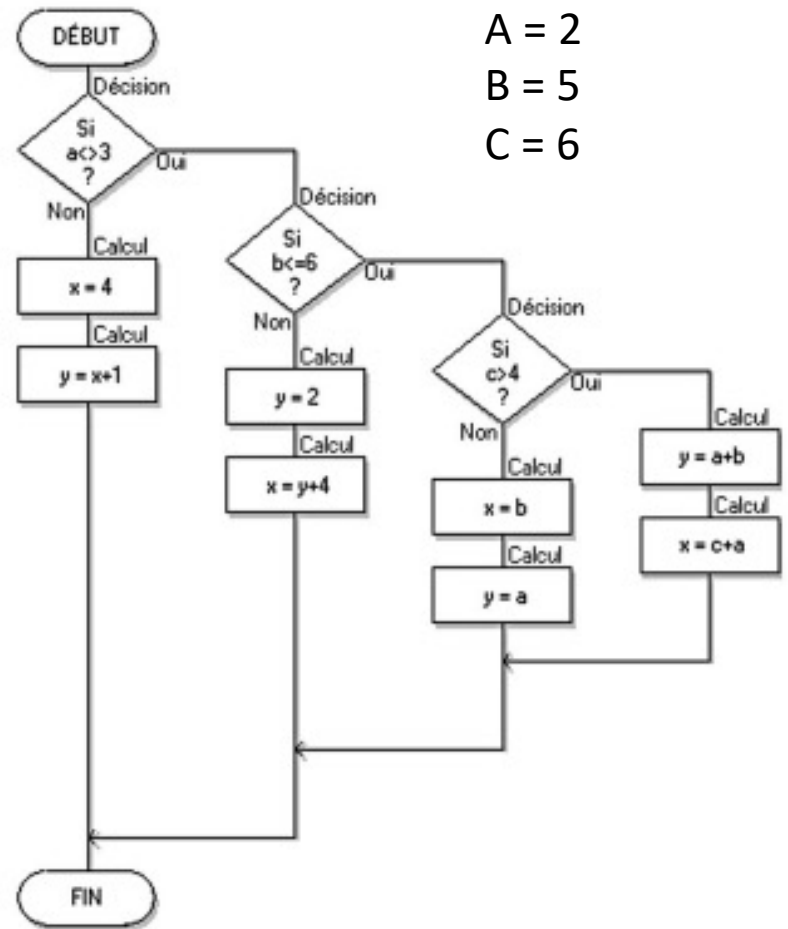 DÉBUT
A = 2
B = 5
C = 6
Décision
Si
a<>3
?
Oui
Non
Calcul
x = 4
Calcul
y = x+1
Décision
Si
b<=6
?
Oui
Non
Calcul
y = 2
Calcul
x = y+4
Décision
Si
c>4
?
Oui
Non
Calcul
x = b
Calcul
y = a
Calcul
y = a+b
Calcul
x = c+a
FIN